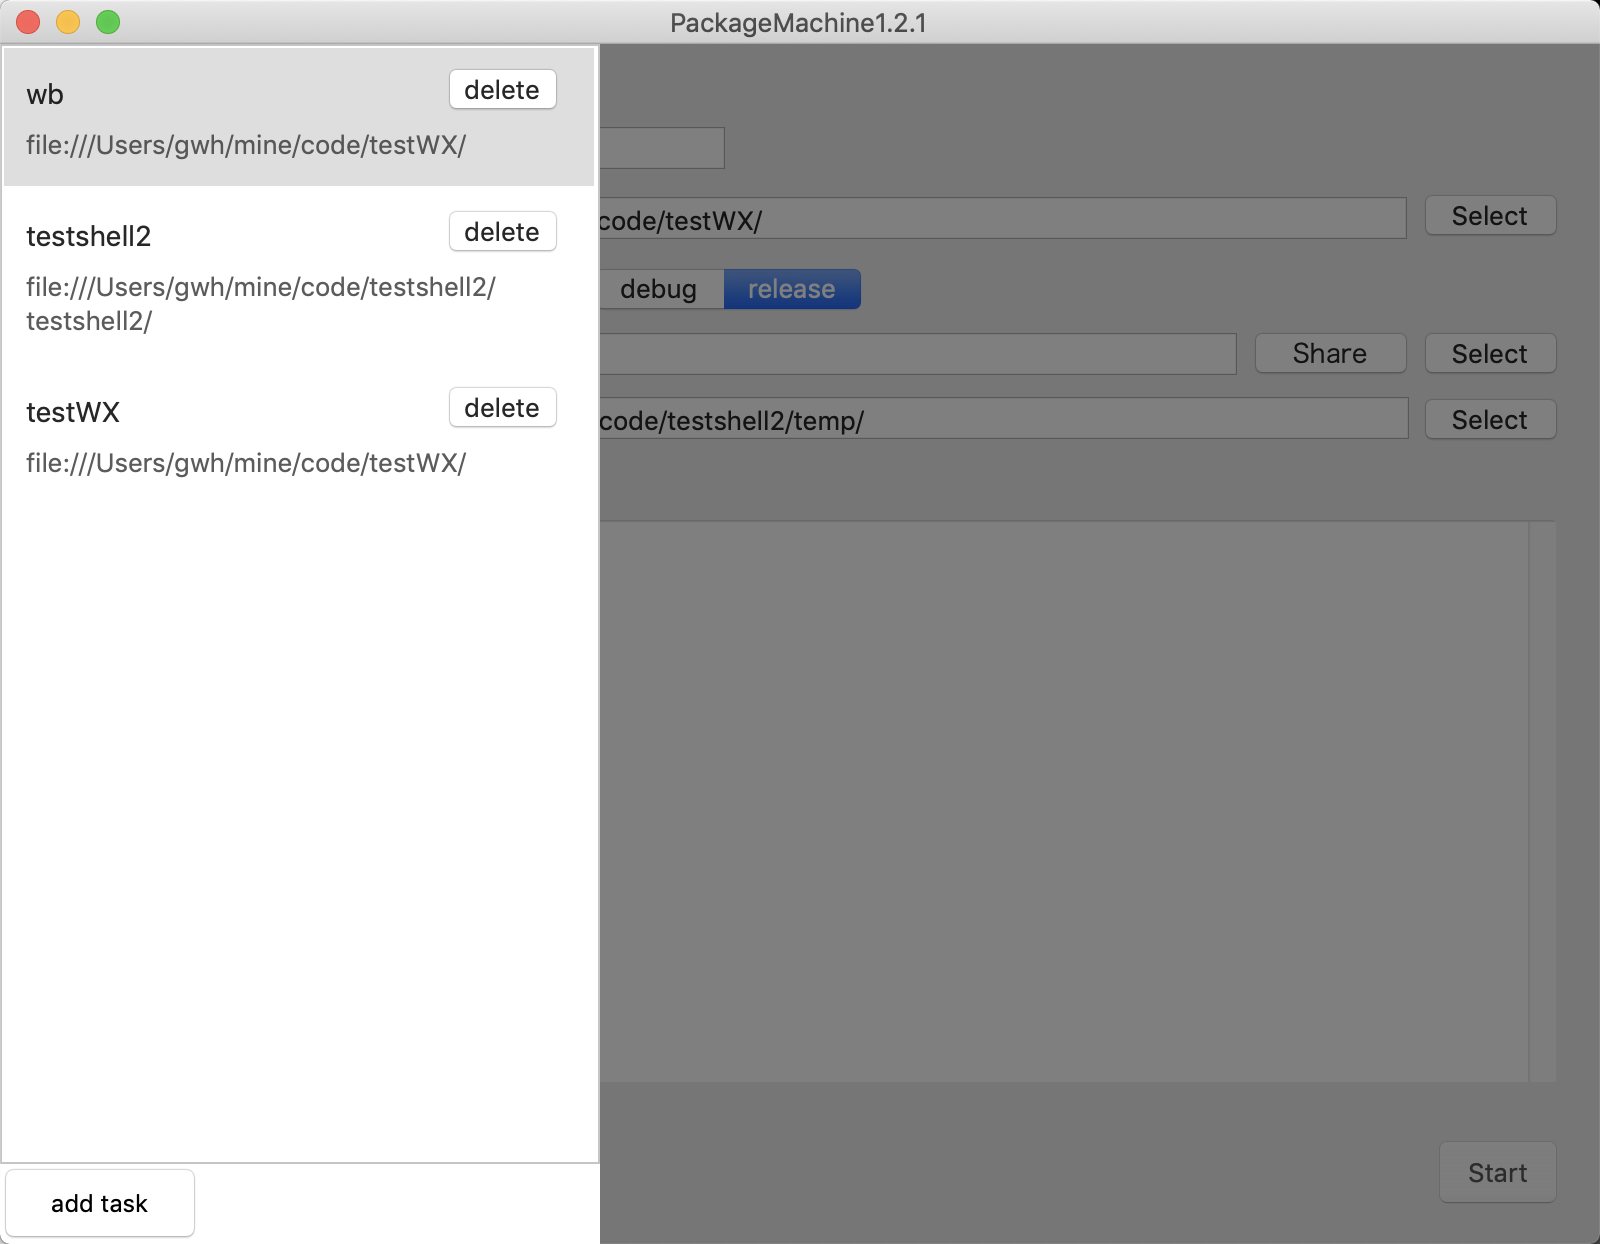 PackageMachine1.2.1
wb
delete
file:///Users/gwh/mine/code/testWX/
testshell2
delete
file:///Users/gwh/mine/code/testshell2/
testshell2/
testWX
delete
file:///Users/gwh/mine/code/testWX/
add task
code/testWX/
Select
debug
release
Share
Select
code/testshell2/temp/
Select
Start